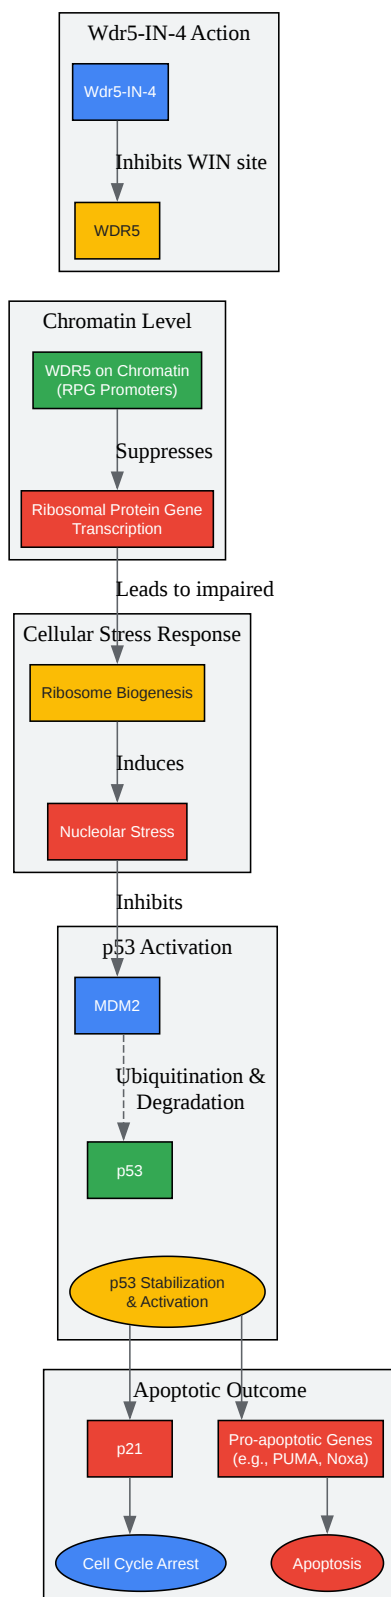 Wdr5-IN-4 Action
Wdr5-IN-4
Inhibits WIN site
WDR5
Chromatin Level
WDR5 on Chromatin
(RPG Promoters)
Suppresses
Ribosomal Protein Gene
Transcription
Leads to impaired
Cellular Stress Response
Ribosome Biogenesis
Induces
Nucleolar Stress
Inhibits
p53 Activation
MDM2
Ubiquitination &
Degradation
p53
p53 Stabilization
& Activation
Apoptotic Outcome
p21
Pro-apoptotic Genes
(e.g., PUMA, Noxa)
Cell Cycle Arrest
Apoptosis